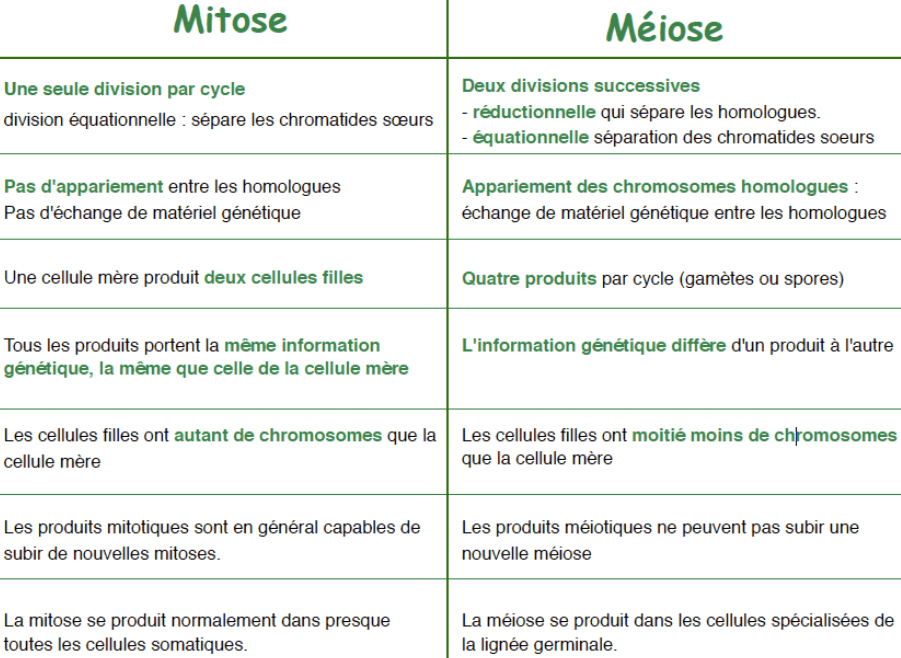 Mitose
Méiose
Une seule division par cycle
division équationnelle : sépare les chromatides sœurs
Deux divisions successives
- réductionnelle qui sépare les homologues.
- équationnelle séparation des chromatides soeurs
Pas d'appariement entre les homologues
Pas d'échange de matériel génétique
Appariement des chromosomes homologues :
échange de matériel génétique entre les homologues
Une cellule mère produit deux cellules filles
Quatre produits par cycle (gamètes ou spores)
Tous les produits portent la même information
génétique, la même que celle de la cellule mère
L'information génétique diffère d'un produit à l'autre
Les cellules filles ont autant de chromosomes que la
cellule mère
Les cellules filles ont moitié moins de chromosomes
que la cellule mère
Les produits mitotiques sont en général capables de
subir de nouvelles mitoses.
Les produits méiotiques ne peuvent pas subir une
nouvelle méiose
La mitose se produit normalement dans presque
toutes les cellules somatiques.
La méiose se produit dans les cellules spécialisées de
la lignée germinale.